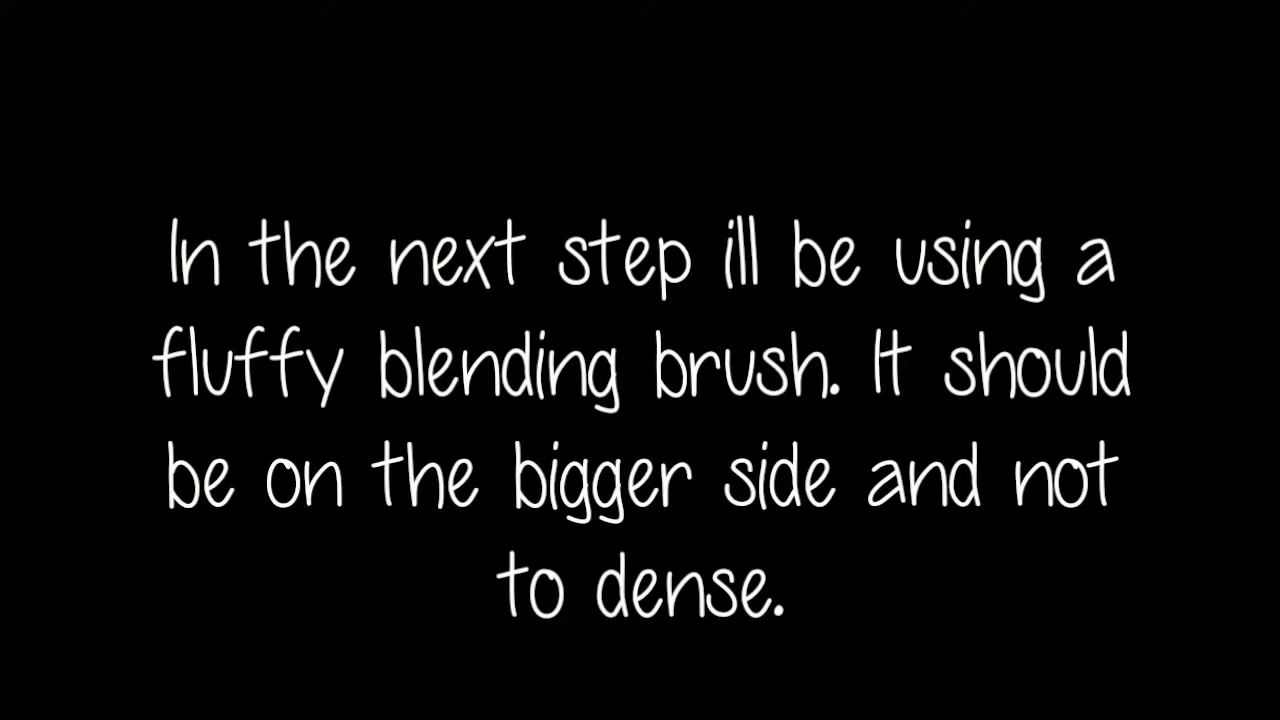 In the next step ill be using a
fluffy blending brush. It should
be on the bigger side and not
to dense.